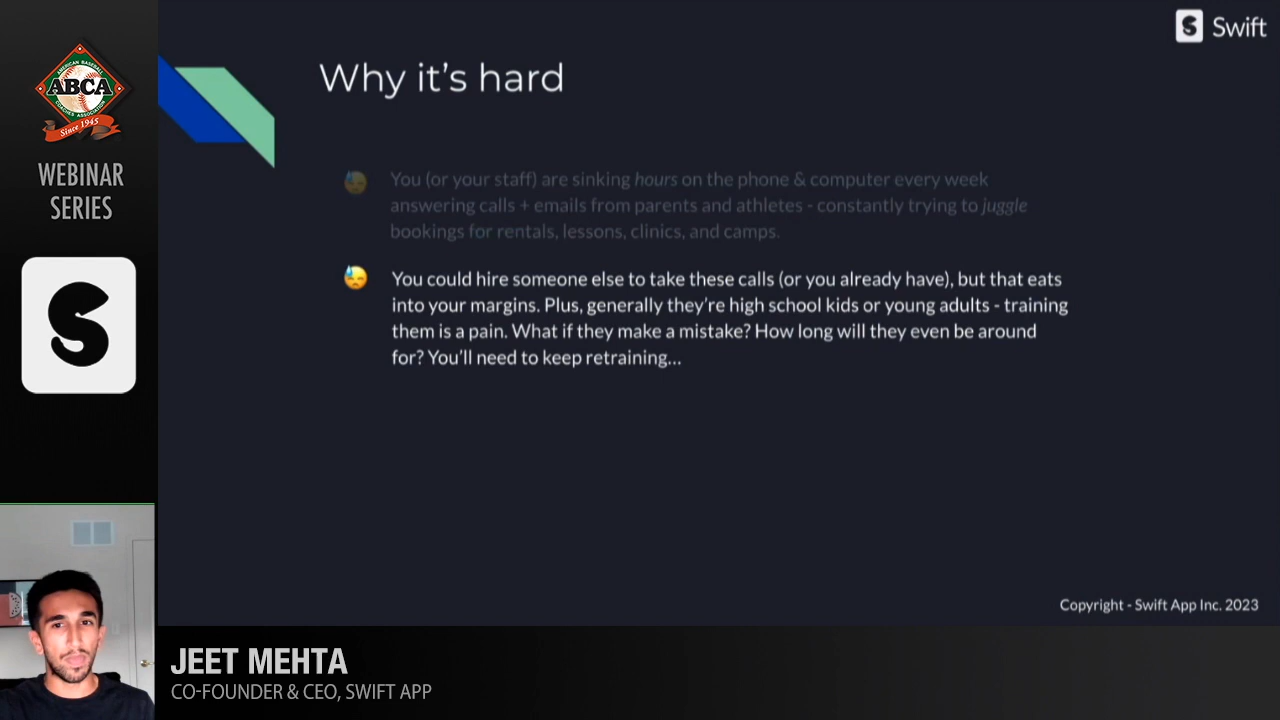 AMERICAN BASEBALL
ABCA
COACHES ASSOCIATION
Since 1945
WEBINAR
SERIES
S
S Swift
Why it's hard
You (or your staff) are sinking hours on the phone & computer every week
answering calls + emails from parents and athletes - constantly trying to juggle
bookings for rentals, lessons, clinics, and camps.
You could hire someone else to take these calls (or you already have), but that eats
into your margins. Plus, generally they're high school kids or young adults - training
them is a pain. What if they make a mistake? How long will they even be around
for? You'll need to keep retraining...
Copyright - Swift App Inc. 2023
JEET MEHTA
CO-FOUNDER & CEO, SWIFT APP